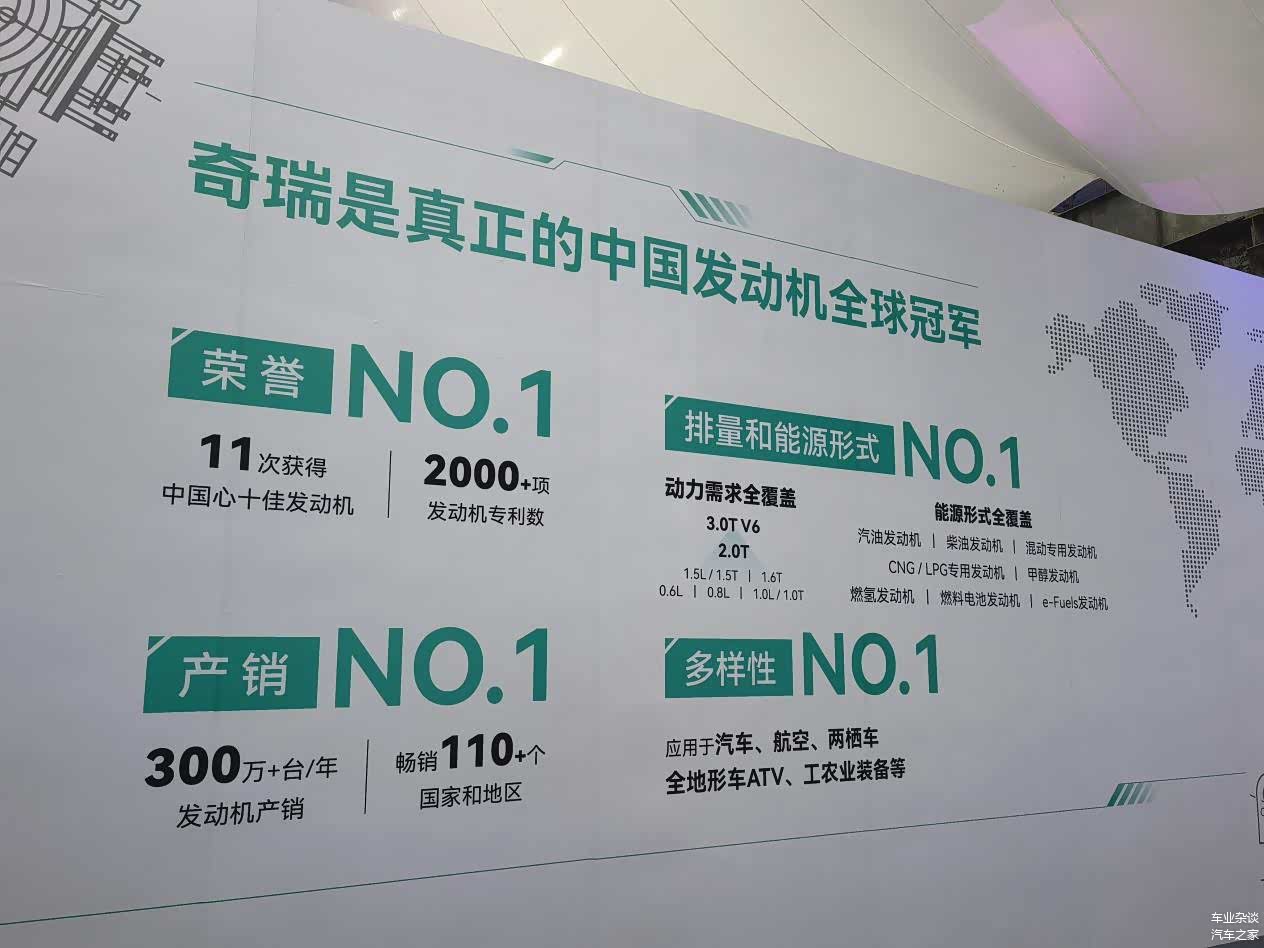 奇瑞是真正的中国发动机全球冠军
荣誉 NO.1
11次获得
中国心十佳发动机
2000+项
发动机专利数
排量和能源形式 NO.1
动力需求全覆盖
3.0T V6
2.0T
1.5L / 1.5T | 1.6T
0.6L | 0.8L | 1.0L / 1.0T
能源形式全覆盖
汽油发动机 | 柴油发动机 | 混动专用发动机
CNG / LPG专用发动机 | 甲醇发动机
燃氢发动机 | 燃料电池发动机 | e-Fuels发动机
产销 NO.1
300万+台/年
发动机产销
畅销110+个
国家和地区
多样性 NO.1
应用于汽车、航空、两栖车
全地形车ATV、工农业装备等
车业杂谈
汽车之家